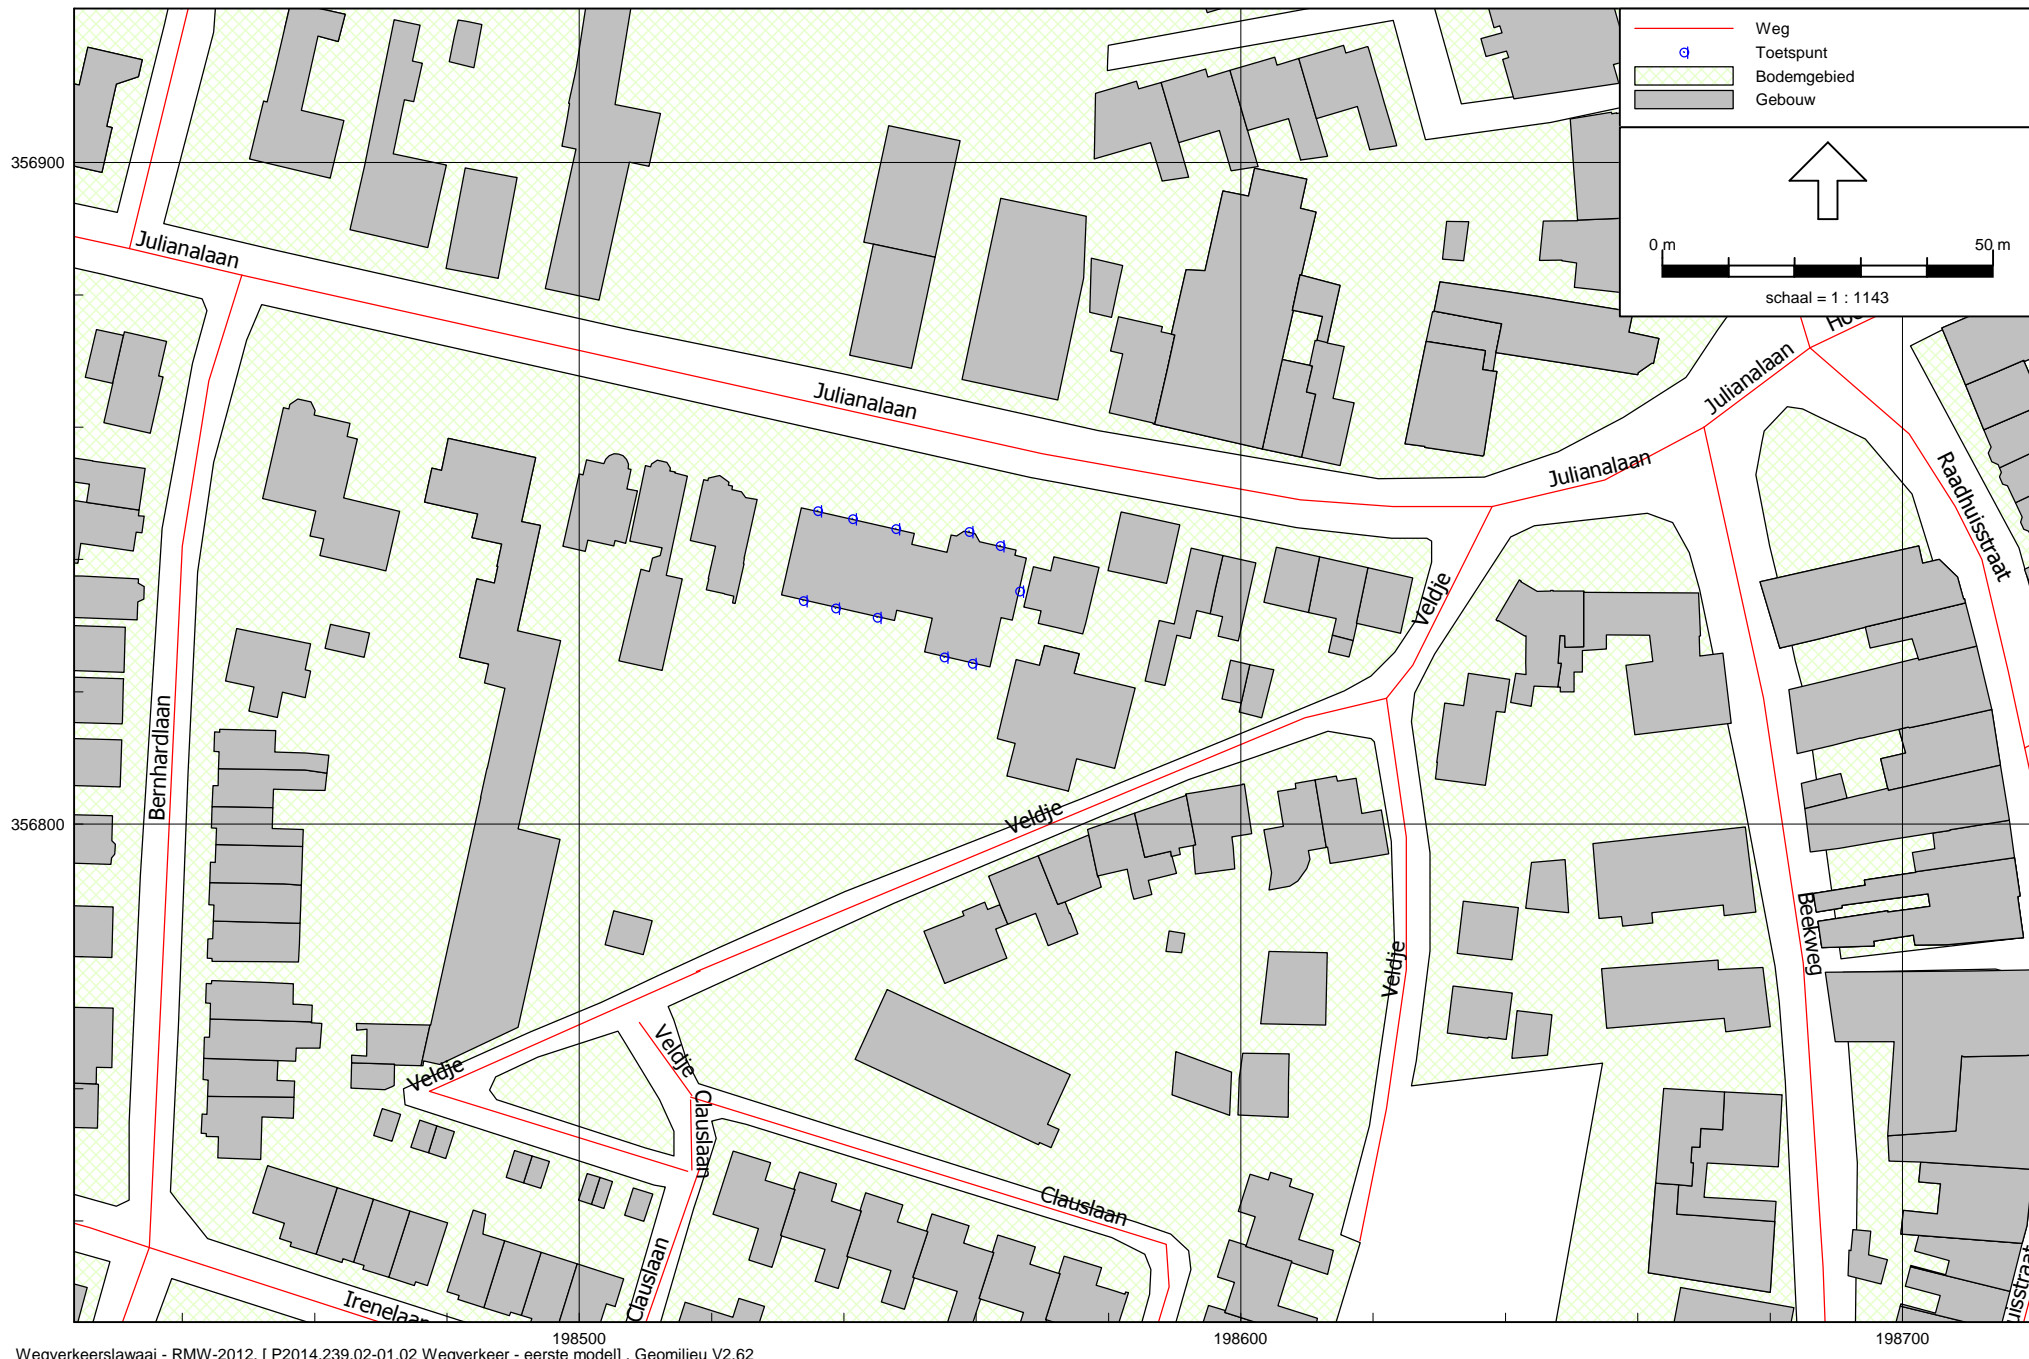 Weg
Toetspunt
Bodemgebied
Gebouw
356900
0 m 50 m
schaal = 1 : 1143
Julianalaan
Julianalaan
Julianalaan
Julianalaan
Raadhuisstraat
Veldje
Bernhardlaan
356800
Veldje
Beekweg
Veldje
Veldje
Veldje
Clauslaan
Clauslaan
Clauslaan
Irenelaan
198500
198600
198700
Wegverkeerslawaai - RMW-2012, [ P2014.239.02-01.02 Wegverkeer - eerste model] , Geomilieu V2.62